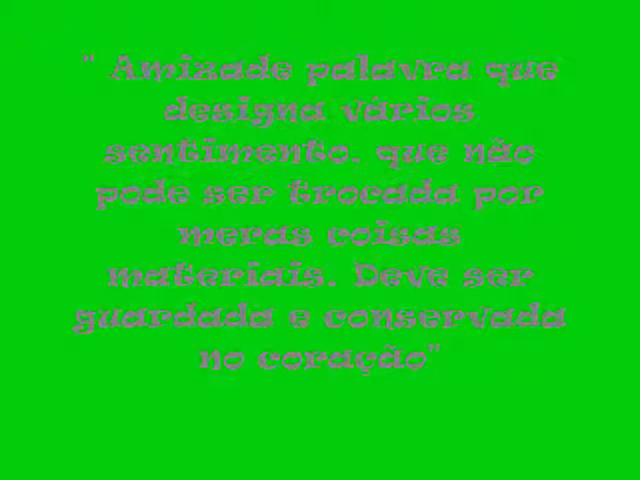 " Amizade palavra que
designa vários
sentimento. que não
pode ser trocada por
meras coisas
materiais. Deve ser
guardada e conservada
no coração"